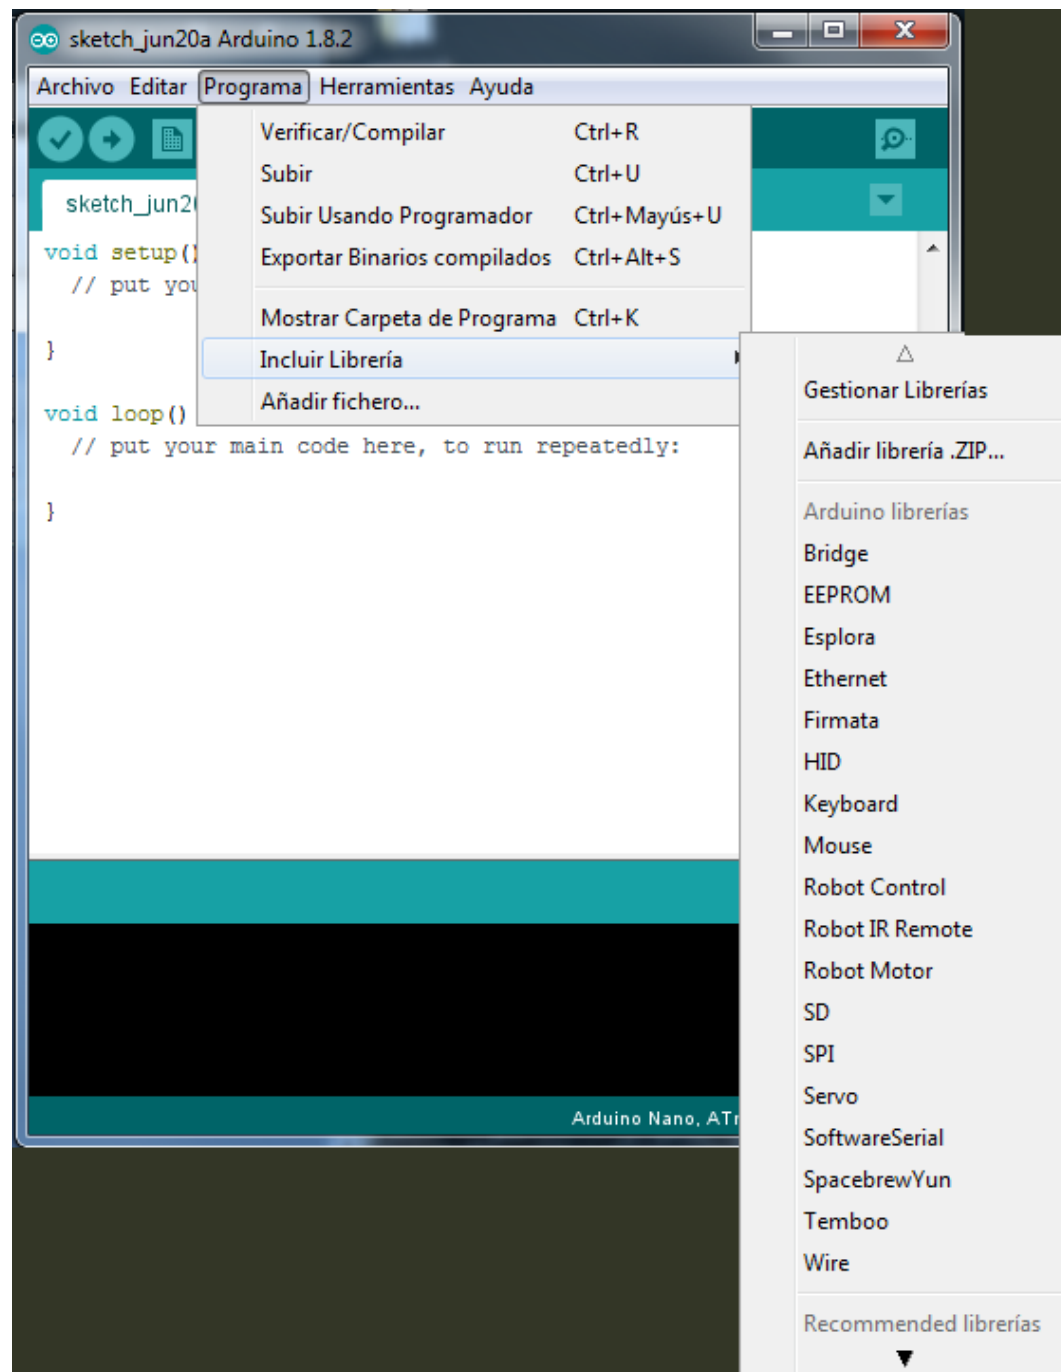 sketch_jun20a Arduino 1.8.2
Archivo Editar Programa Herramientas Ayuda
Verificar/Compilar Ctrl+R
Subir Ctrl+U
Subir Usando Programador Ctrl+Mayús+U
Exportar Binarios compilados Ctrl+Alt+S
Mostrar Carpeta de Programa Ctrl+K
Incluir Librería
Añadir fichero...
sketch_jun20
void setup()
// put you
}
void loop()
// put your main code here, to run repeatedly:
}
Gestionar Librerías
Añadir librería .ZIP...
Arduino librerías
Bridge
EEPROM
Esplora
Ethernet
Firmata
HID
Keyboard
Mouse
Robot Control
Robot IR Remote
Robot Motor
SD
SPI
Servo
SoftwareSerial
SpacebrewYun
Temboo
Wire
Recommended librerías
Arduino Nano,